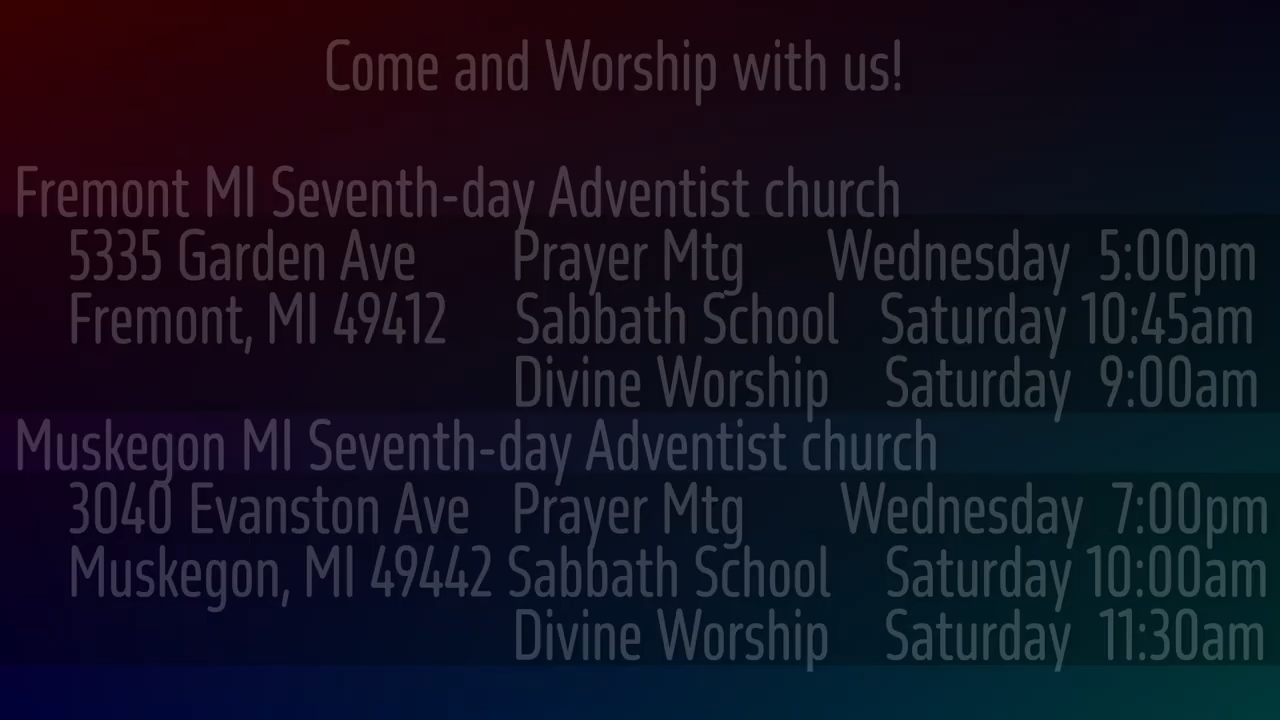 Come and Worship with us!
Fremont MI Seventh-day Adventist church
5335 Garden Ave Prayer Mtg Wednesday 5:00pm
Fremont, MI 49412 Sabbath School Saturday 10:45am
Divine Worship Saturday 9:00am
Muskegon MI Seventh-day Adventist church
3040 Evanston Ave Prayer Mtg Wednesday 7:00pm
Muskegon, MI 49442 Sabbath School Saturday 10:00am
Divine Worship Saturday 11:30am